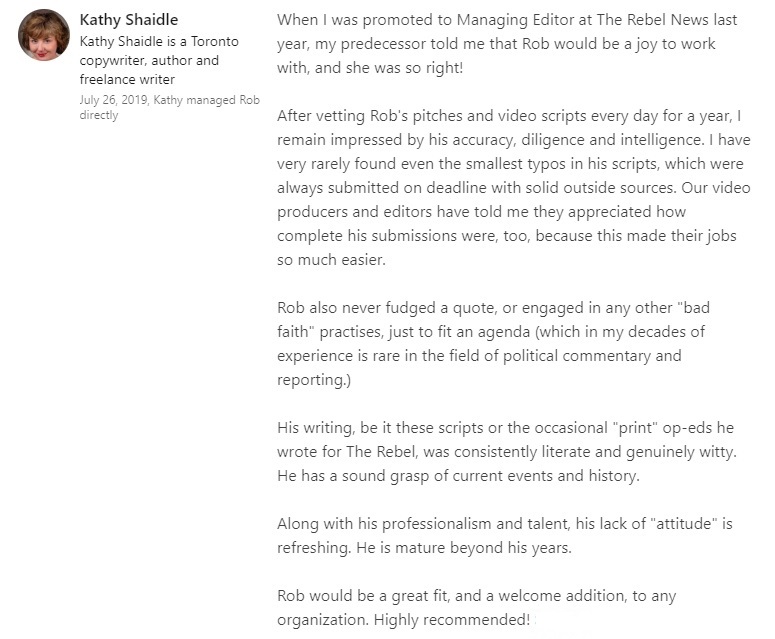 Kathy Shaidle
Kathy Shaidle is a Toronto
copywriter, author and
freelance writer
July 26, 2019, Kathy managed Rob
directly
When I was promoted to Managing Editor at The Rebel News last
year, my predecessor told me that Rob would be a joy to work
with, and she was so right!
After vetting Rob's pitches and video scripts every day for a year, I
remain impressed by his accuracy, diligence and intelligence. I have
very rarely found even the smallest typos in his scripts, which were
always submitted on deadline with solid outside sources. Our video
producers and editors have told me they appreciated how
complete his submissions were, too, because this made their jobs
so much easier.
Rob also never fudged a quote, or engaged in any other "bad
faith" practises, just to fit an agenda (which in my decades of
experience is rare in the field of political commentary and
reporting.)
His writing, be it these scripts or the occasional "print" op-eds he
wrote for The Rebel, was consistently literate and genuinely witty.
He has a sound grasp of current events and history.
Along with his professionalism and talent, his lack of "attitude" is
refreshing. He is mature beyond his years.
Rob would be a great fit, and a welcome addition, to any
organization. Highly recommended!